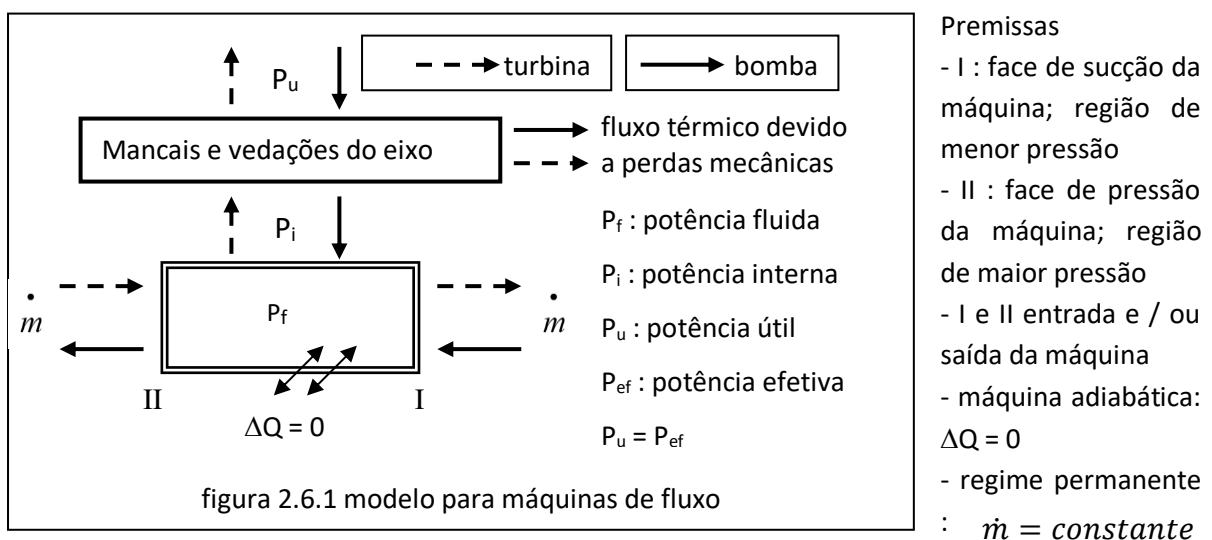 P_u
turbina
bomba
Mancais e vedações do eixo
fluxo térmico devido
a perdas mecânicas
P_i
P_f : potência fluida
P_i : potência interna
ṁ
P_f
ṁ
P_u : potência útil
P_ef : potência efetiva
II
I
ΔQ = 0
P_u = P_ef
figura 2.6.1 modelo para máquinas de fluxo
Premissas
- I : face de sucção da
máquina; região de
menor pressão
- II : face de pressão
da máquina; região
de maior pressão
- I e II entrada e / ou
saída da máquina
- máquina adiabática:
ΔQ = 0
- regime permanente
: ṁ = constante